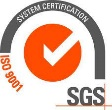 SYSTEM CERTIFICATION
ISO 9001
SGS